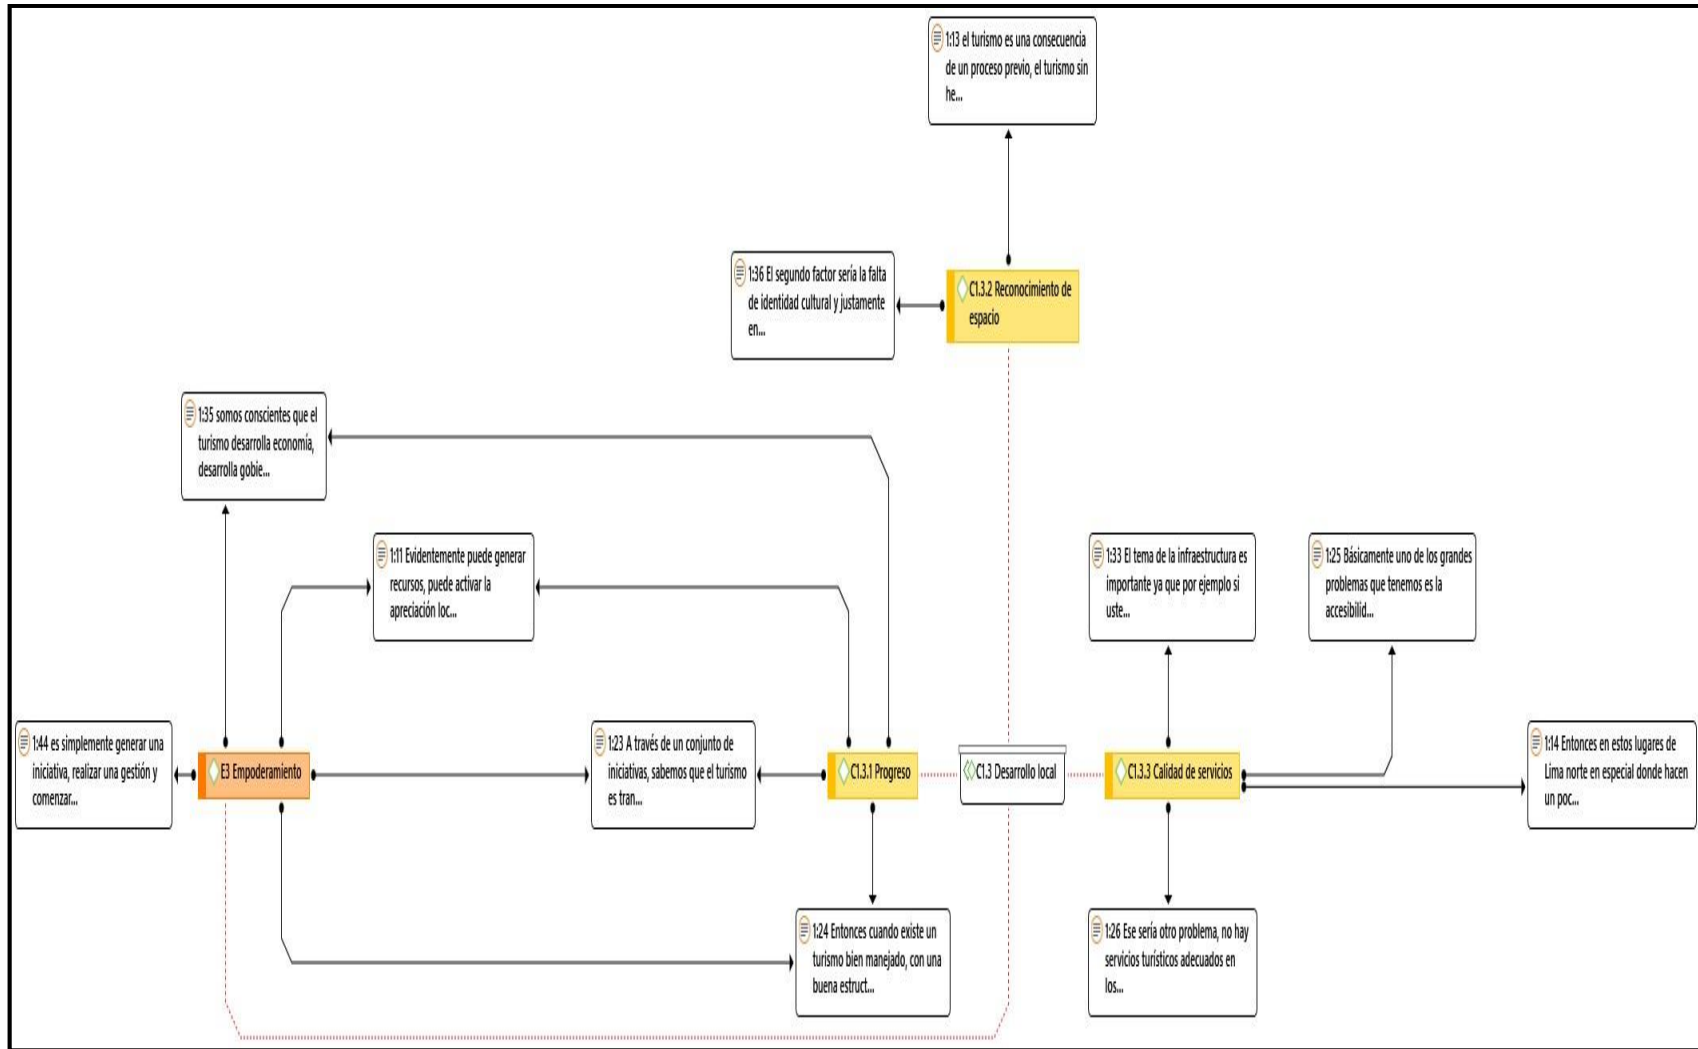 1:13 el turismo es una consecuencia
de un proceso previo, el turismo sin
he...
1:36 El segundo factor sería la falta
de identidad cultural y justamente
en...
C1.3.2 Reconocimiento de
espacio
1:35 somos conscientes que el
turismo desarrolla economía,
desarrolla gobie...
1:11 Evidentemente puede generar
recursos, puede activar la
apreciación loc...
1:33 El tema de la infraestructura es
importante ya que por ejemplo si
uste...
1:25 Básicamente uno de los grandes
problemas que tenemos es la
accesibilid...
1:44 es simplemente generar una
iniciativa, realizar una gestión y
comenzar...
E3 Empoderamiento
1:23 A través de un conjunto de
iniciativas, sabemos que el turismo
es tran...
C1.3.1 Progreso
C1.3 Desarrollo local
C1.3.3 Calidad de servicios
1:14 Entonces en estos lugares de
Lima norte en especial donde hacen
un poc...
1:24 Entonces cuando existe un
turismo bien manejado, con una
buena estruct...
1:26 Ese sería otro problema, no hay
servicios turísticos adecuados en
los...